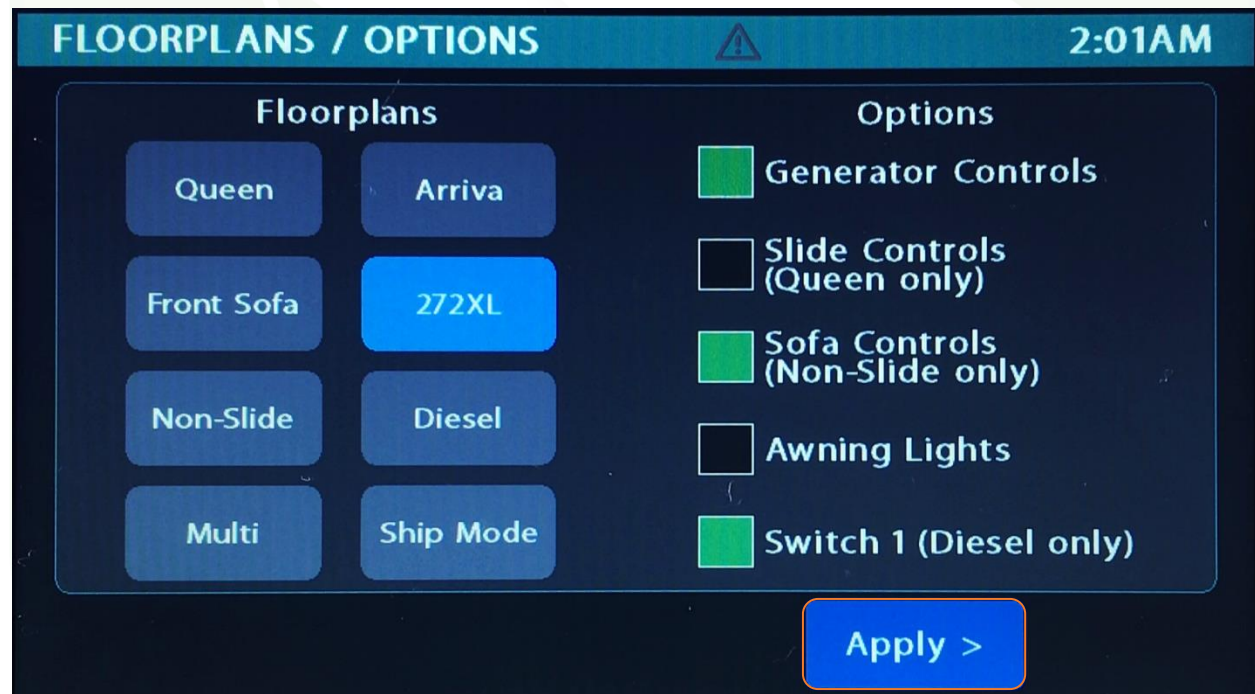 FLOORPLANS / OPTIONS
2:01AM
Floorplans
Queen
Arriva
Front Sofa
272XL
Non-Slide
Diesel
Multi
Ship Mode
Options
Generator Controls
Slide Controls
(Queen only)
Sofa Controls
(Non-Slide only)
Awning Lights
Switch 1 (Diesel only)
Apply >